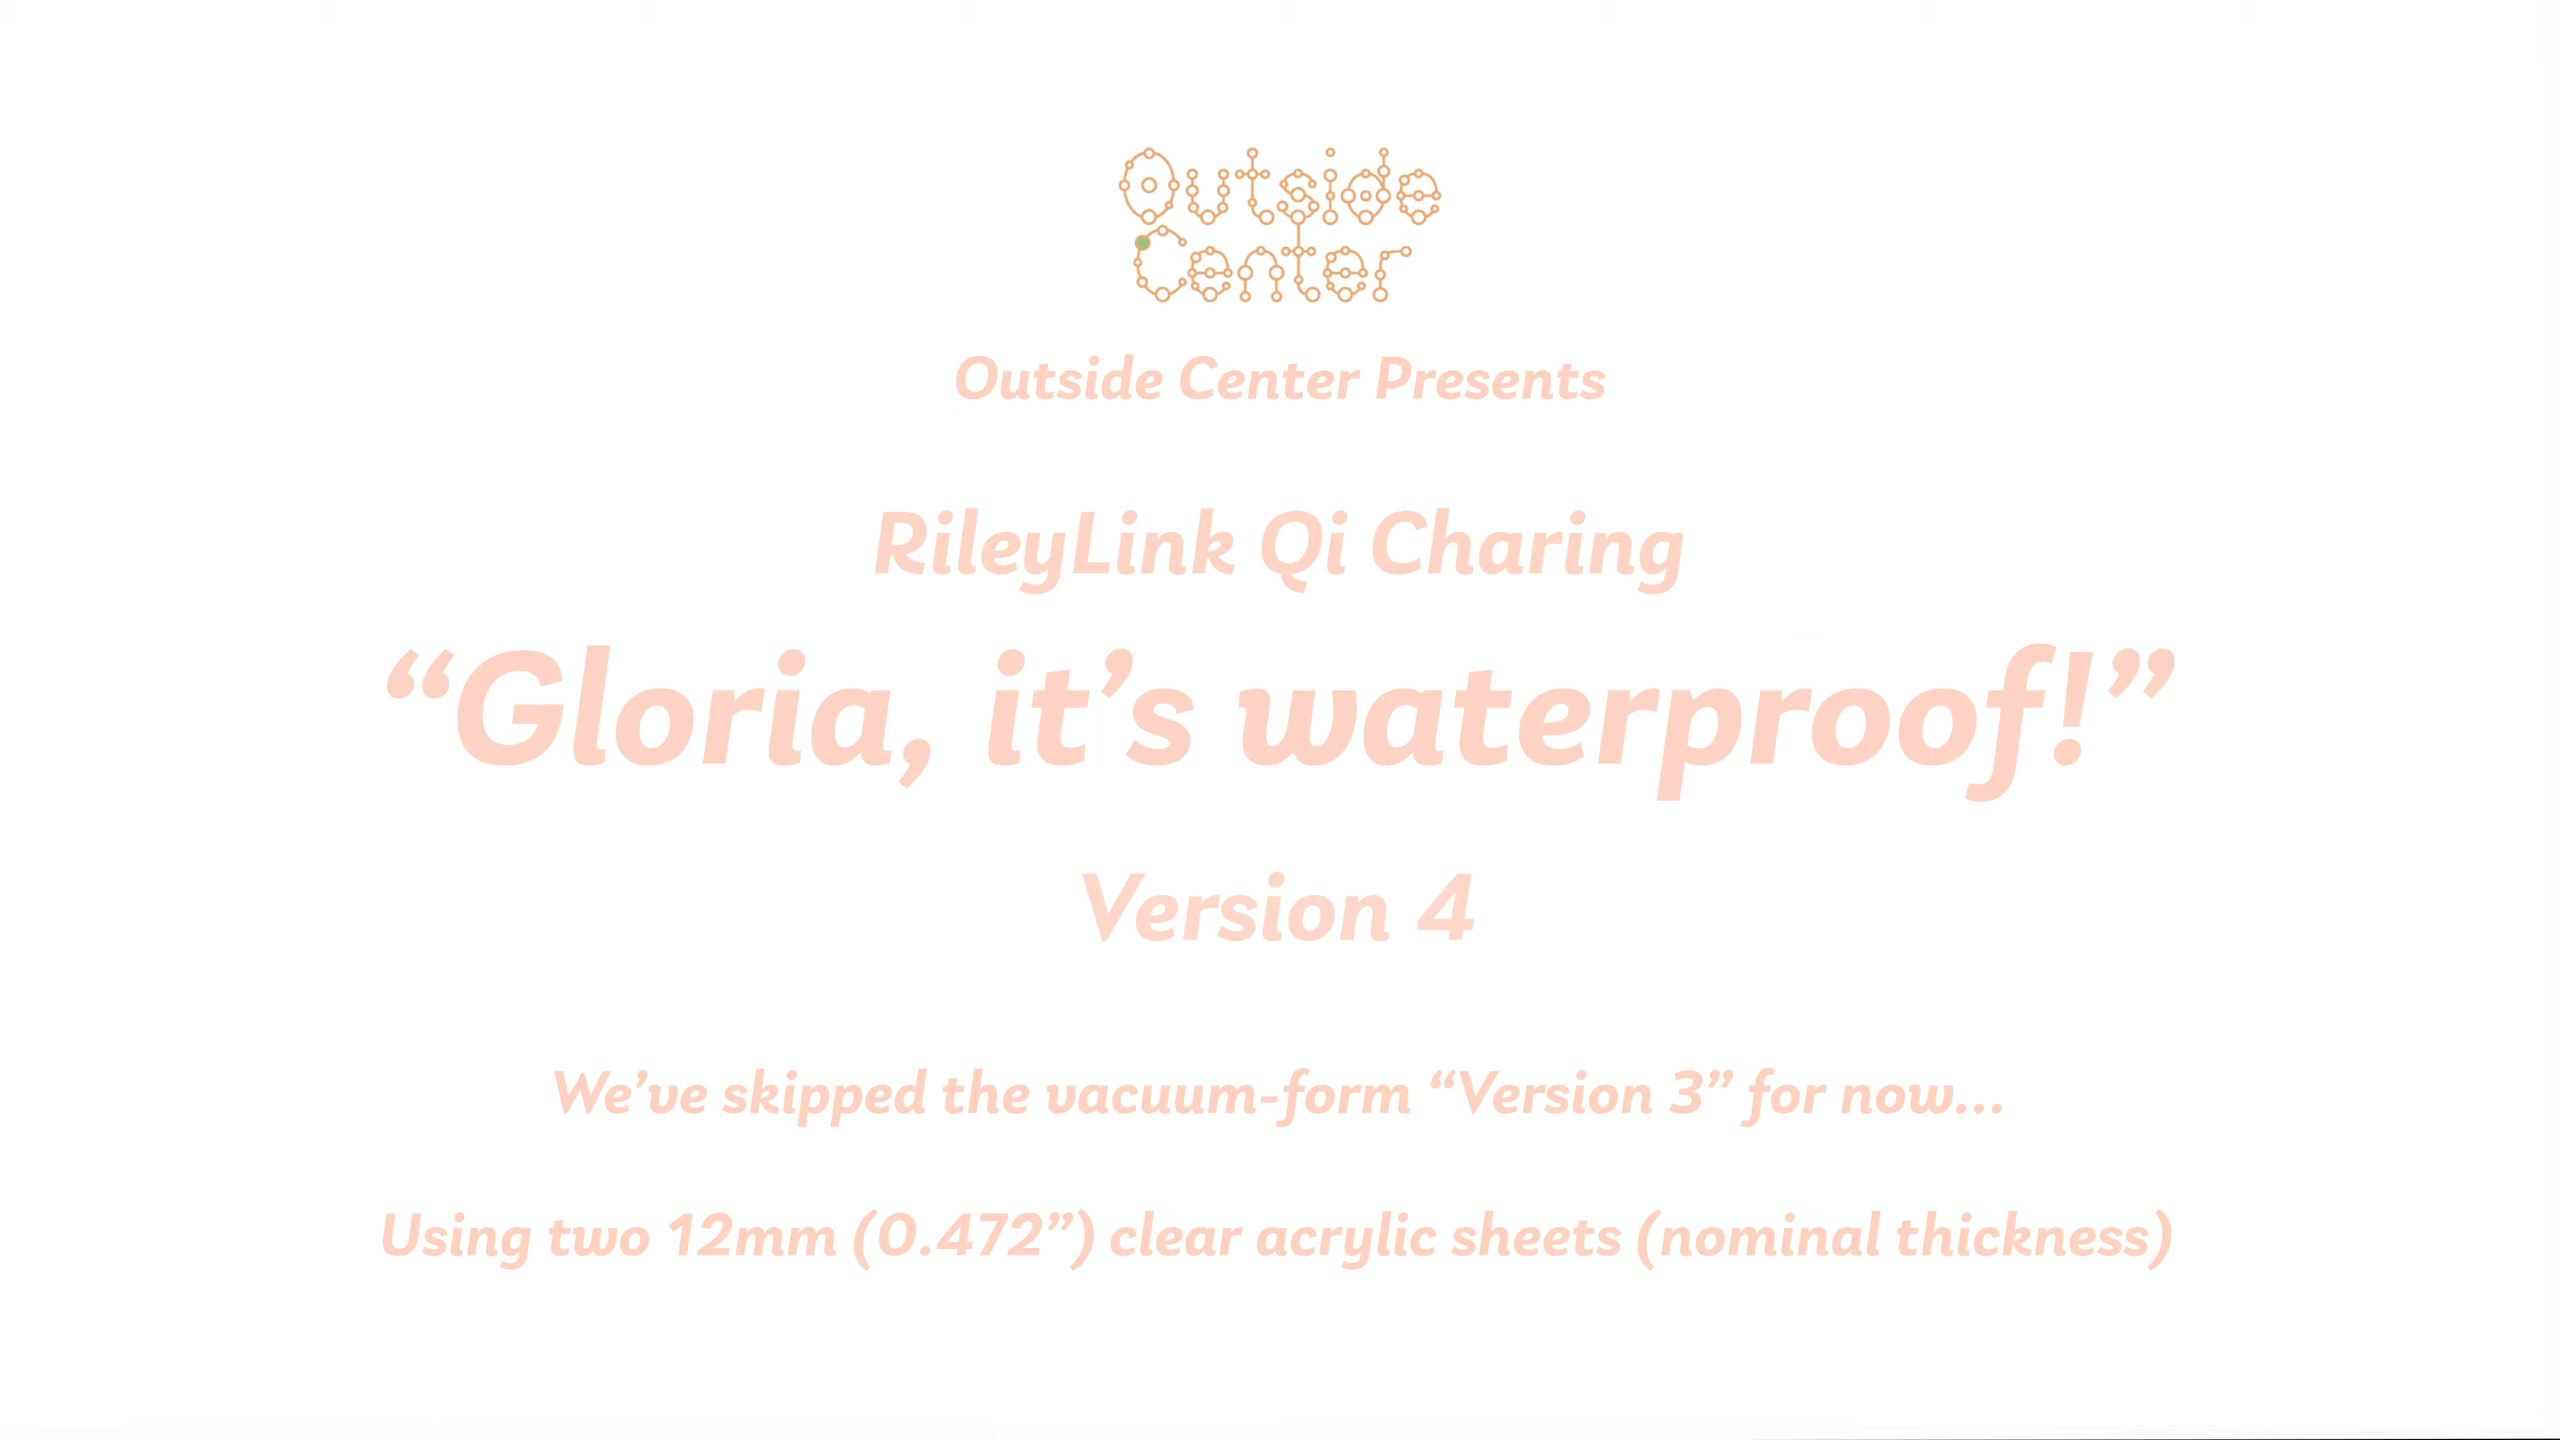 Outside
Center
Outside Center Presents
RileyLink Qi Charing
“Gloria, it’s waterproof!”
Version 4
We’ve skipped the vacuum-form “Version 3” for now...
Using two 12mm (0.472”) clear acrylic sheets (nominal thickness)